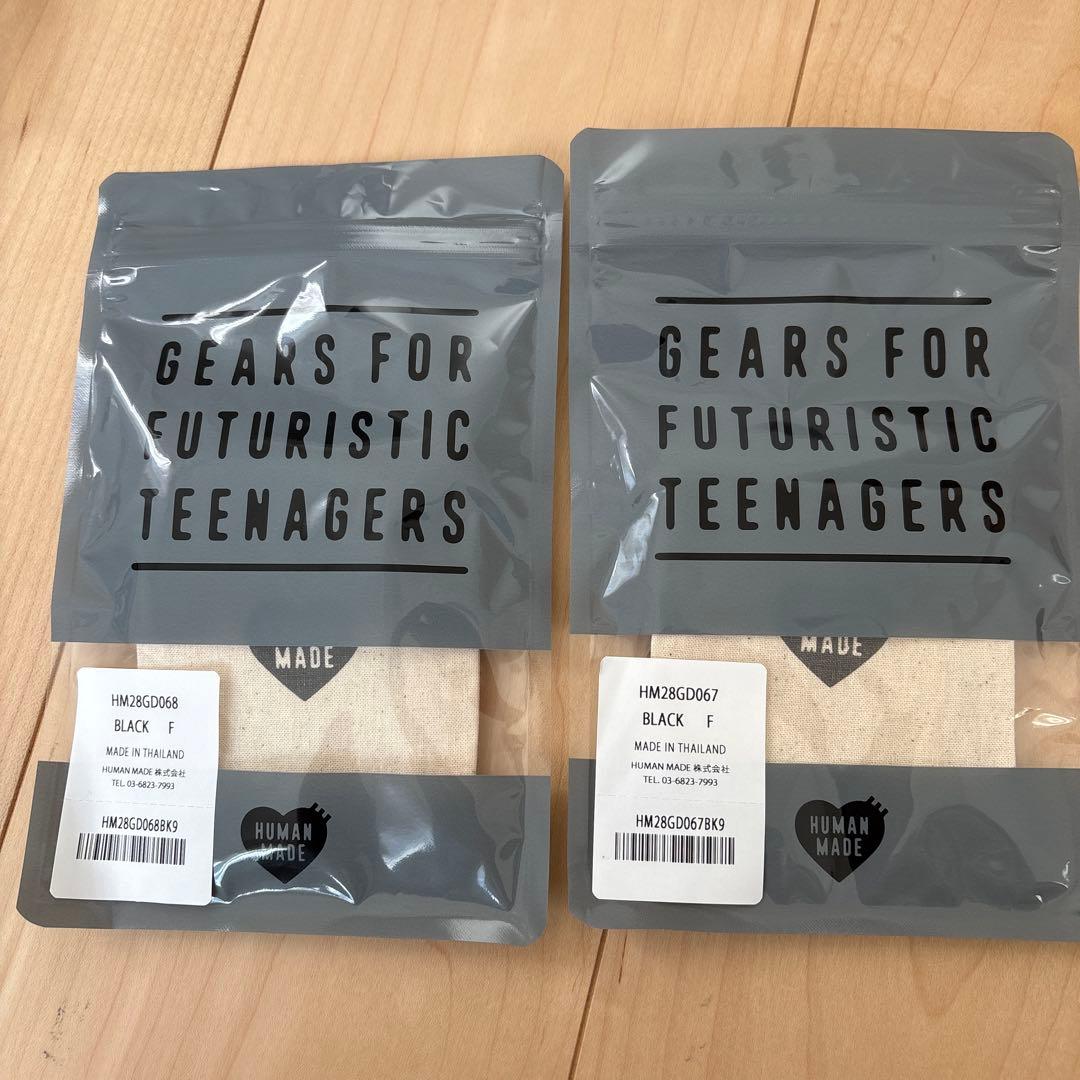 GEARS FOR
FUTURISTIC
TEENAGERS
MADE
HM28GD068
BLACK F
MADE IN THAILAND
HUMAN MADE 株式会社
TEL. 03-6823-7993
HM28GD068BK9
HUMAN
MADE
GEARS FOR
FUTURISTIC
TEENAGERS
MADE
HM28GD067
BLACK F
MADE IN THAILAND
HUMAN MADE 株式会社
TEL. 03-6823-7993
HM28GD067BK9
HUMAN
MADE